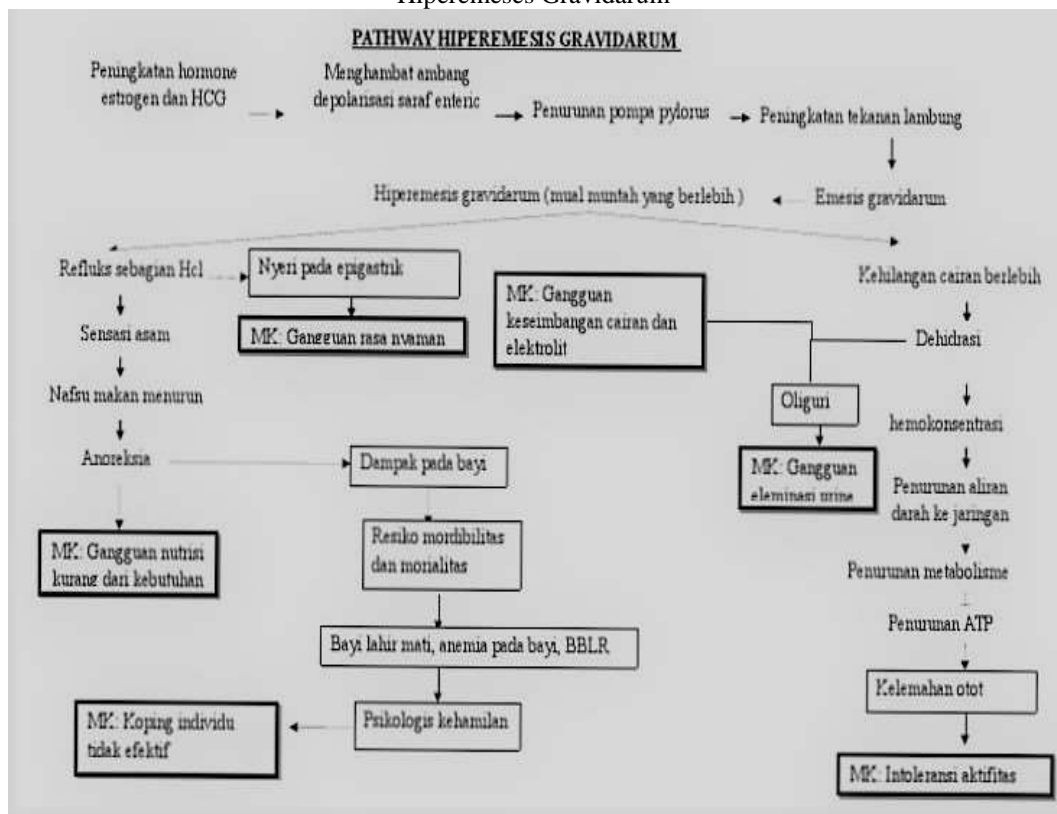 Hiperemeses Gravidarum
PATHWAY HIPEREMESIS GRAVIDARUM
Peningkatan hormone
estrogen dan HCG
Menghambat ambang
depolarisasi saraf enteric
Penurunan pompa pylorus
Peningkatan tekanan lambung
Hiperemesis gravidarum ( mual muntah yang berlebih )
Emesis gravidarum
Refluks sebagian Hcl
Nyeri pada epigastrik
MK: Gangguan rasa nyaman
Sensasi asam
Nafsu makan menurun
Anoreksia
MK: Gangguan nutrisi
kurang dari kebutuhan
Dampak pada bayi
Resiko mordibilitas
dan morialitas
Bayi lahir mati, anemia pada bayi, BBLR
Psikologis kehamilan
MK: Koping individu
tidak efektif
Kehilangan cairan berlebih
MK: Gangguan
keseimbangan cairan dan
elektrolit
Dehidrasi
Oliguri
MK: Gangguan
eleminasi urine
hemokonsentrasi
Penurunan aliran
darah ke jaringan
Penurunan metabolisme
Penurunan ATP
Kelemahan otot
MK: Intoleransi aktifitas